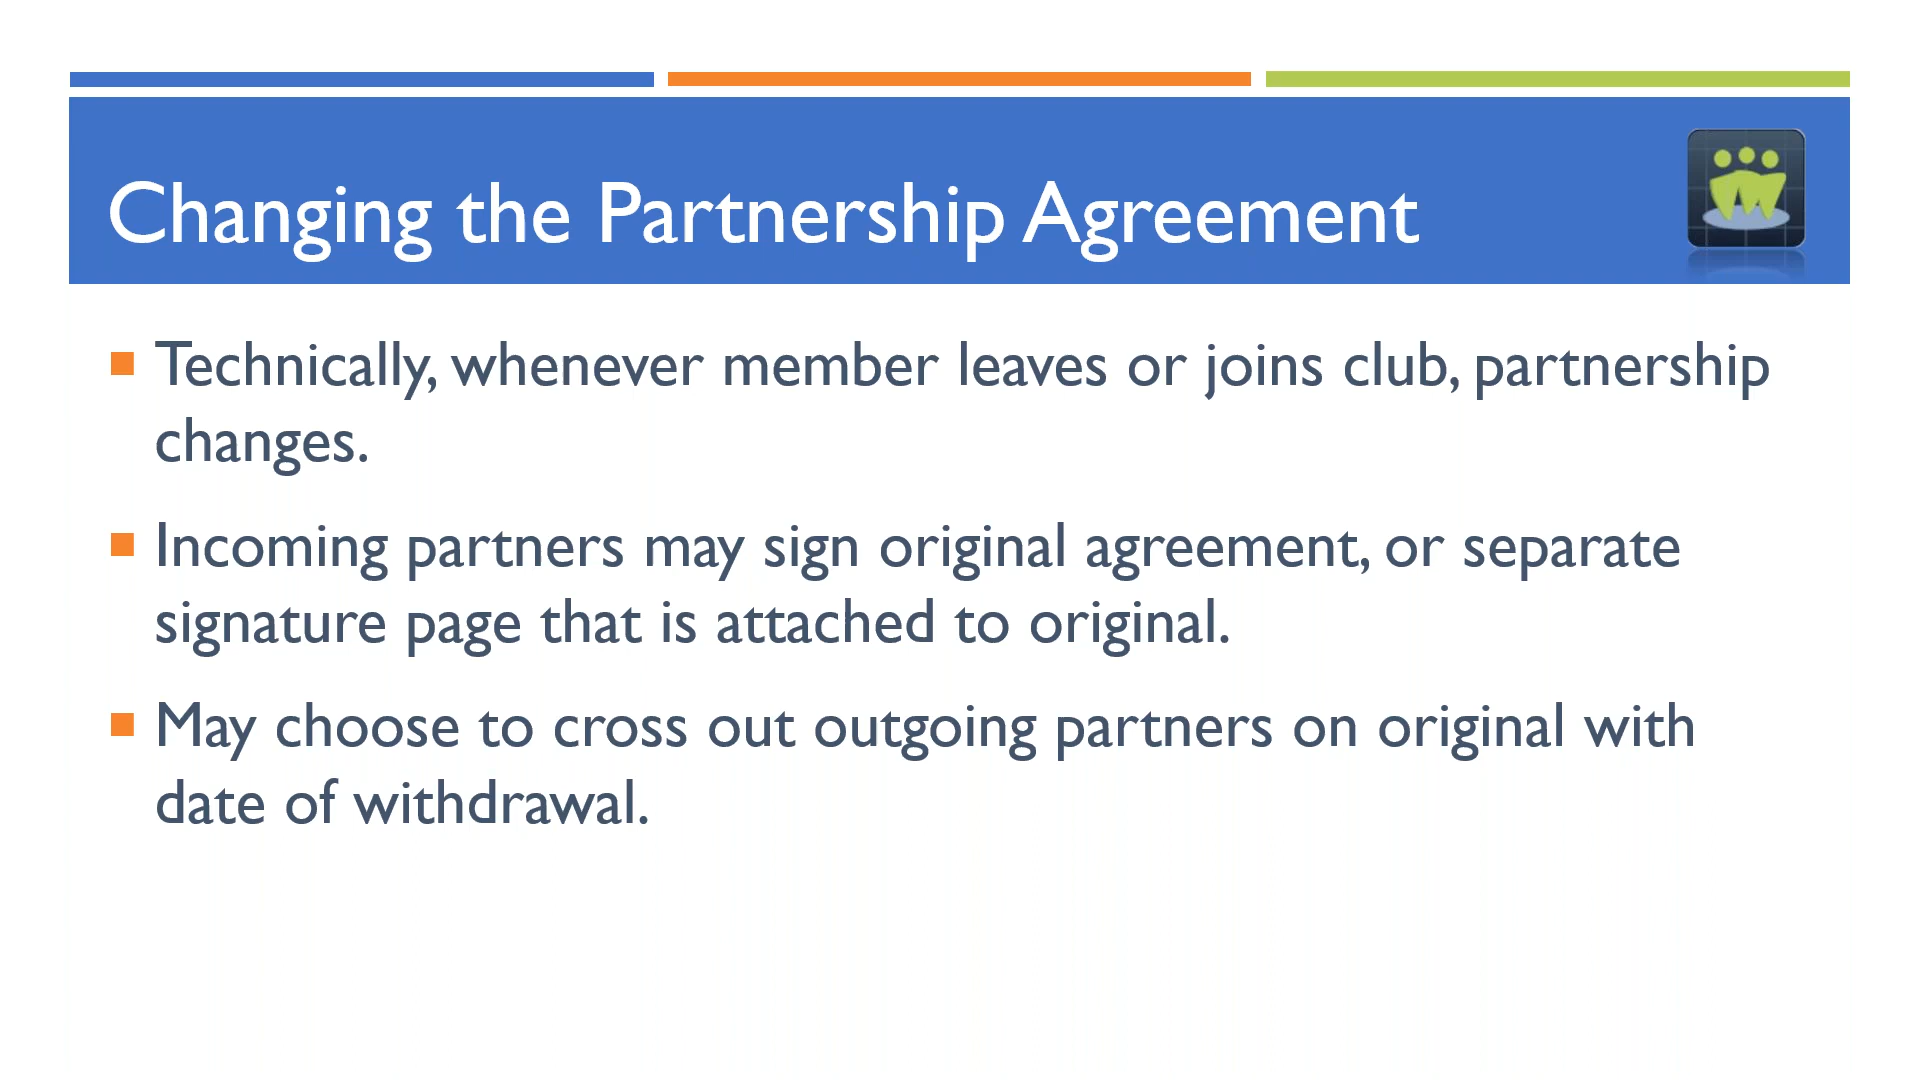 Changing the Partnership Agreement
Technically, whenever member leaves or joins club, partnership
changes.
Incoming partners may sign original agreement, or separate
signature page that is attached to original.
May choose to cross out outgoing partners on original with
date of withdrawal.